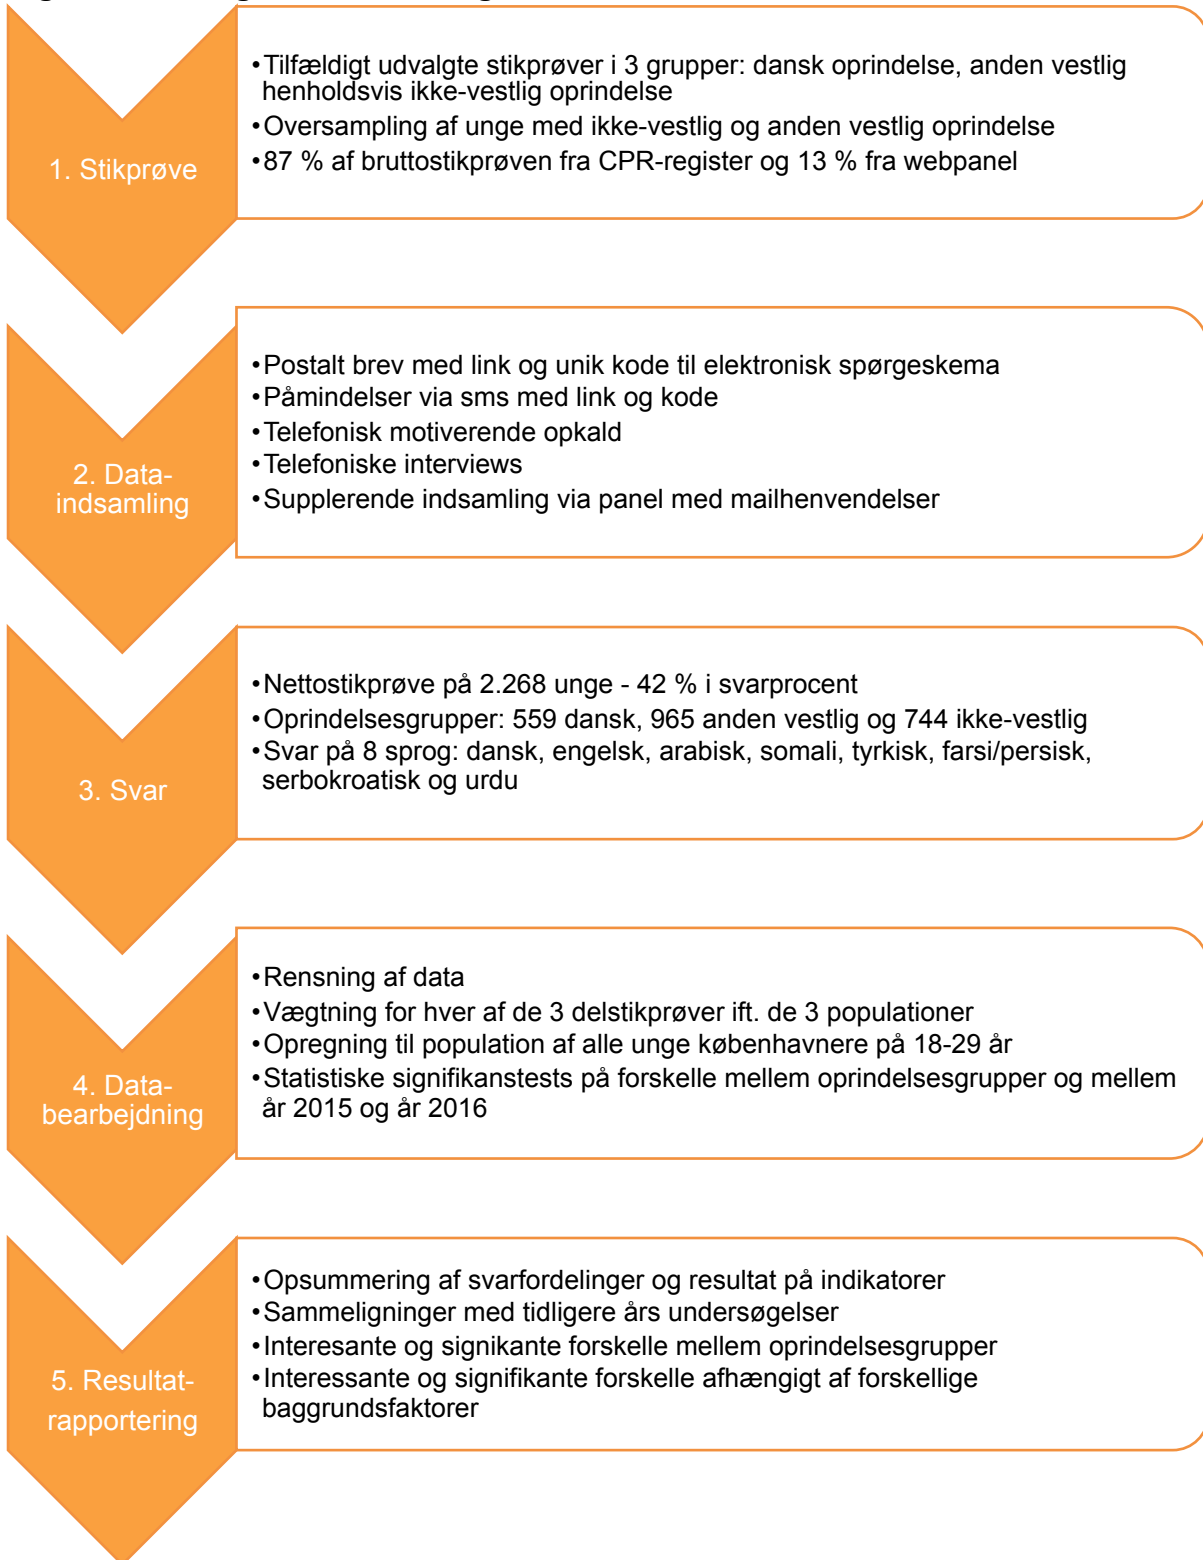 1. Stikprøve
•Tilfældigt udvalgte stikprøver i 3 grupper: dansk oprindelse, anden vestlig
henholdsvis ikke-vestlig oprindelse
•Oversampling af unge med ikke-vestlig og anden vestlig oprindelse
•87 % af bruttostikprøven fra CPR-register og 13 % fra webpanel
2. Data-
indsamling
•Postalt brev med link og unik kode til elektronisk spørgeskema
•Påmindelser via sms med link og kode
•Telefonisk motiverende opkald
•Telefoniske interviews
•Supplerende indsamling via panel med mailhenvendelser
3. Svar
•Nettostikprøve på 2.268 unge - 42 % i svarprocent
•Oprindelsesgrupper: 559 dansk, 965 anden vestlig og 744 ikke-vestlig
•Svar på 8 sprog: dansk, engelsk, arabisk, somali, tyrkisk, farsi/persisk,
serbokroatisk og urdu
4. Data-
bearbejdning
•Rensning af data
•Vægtning for hver af de 3 delstikprøver ift. de 3 populationer
•Opregning til population af alle unge københavnere på 18-29 år
•Statistiske signifikanstests på forskelle mellem oprindelsesgrupper og mellem
år 2015 og år 2016
5. Resultat-
rapportering
•Opsummering af svarfordelinger og resultat på indikatorer
•Sammeligninger med tidligere års undersøgelser
•Interesante og signikante forskelle mellem oprindelsesgrupper
•Interessante og signifikante forskelle afhængigt af forskellige
baggrundsfaktorer